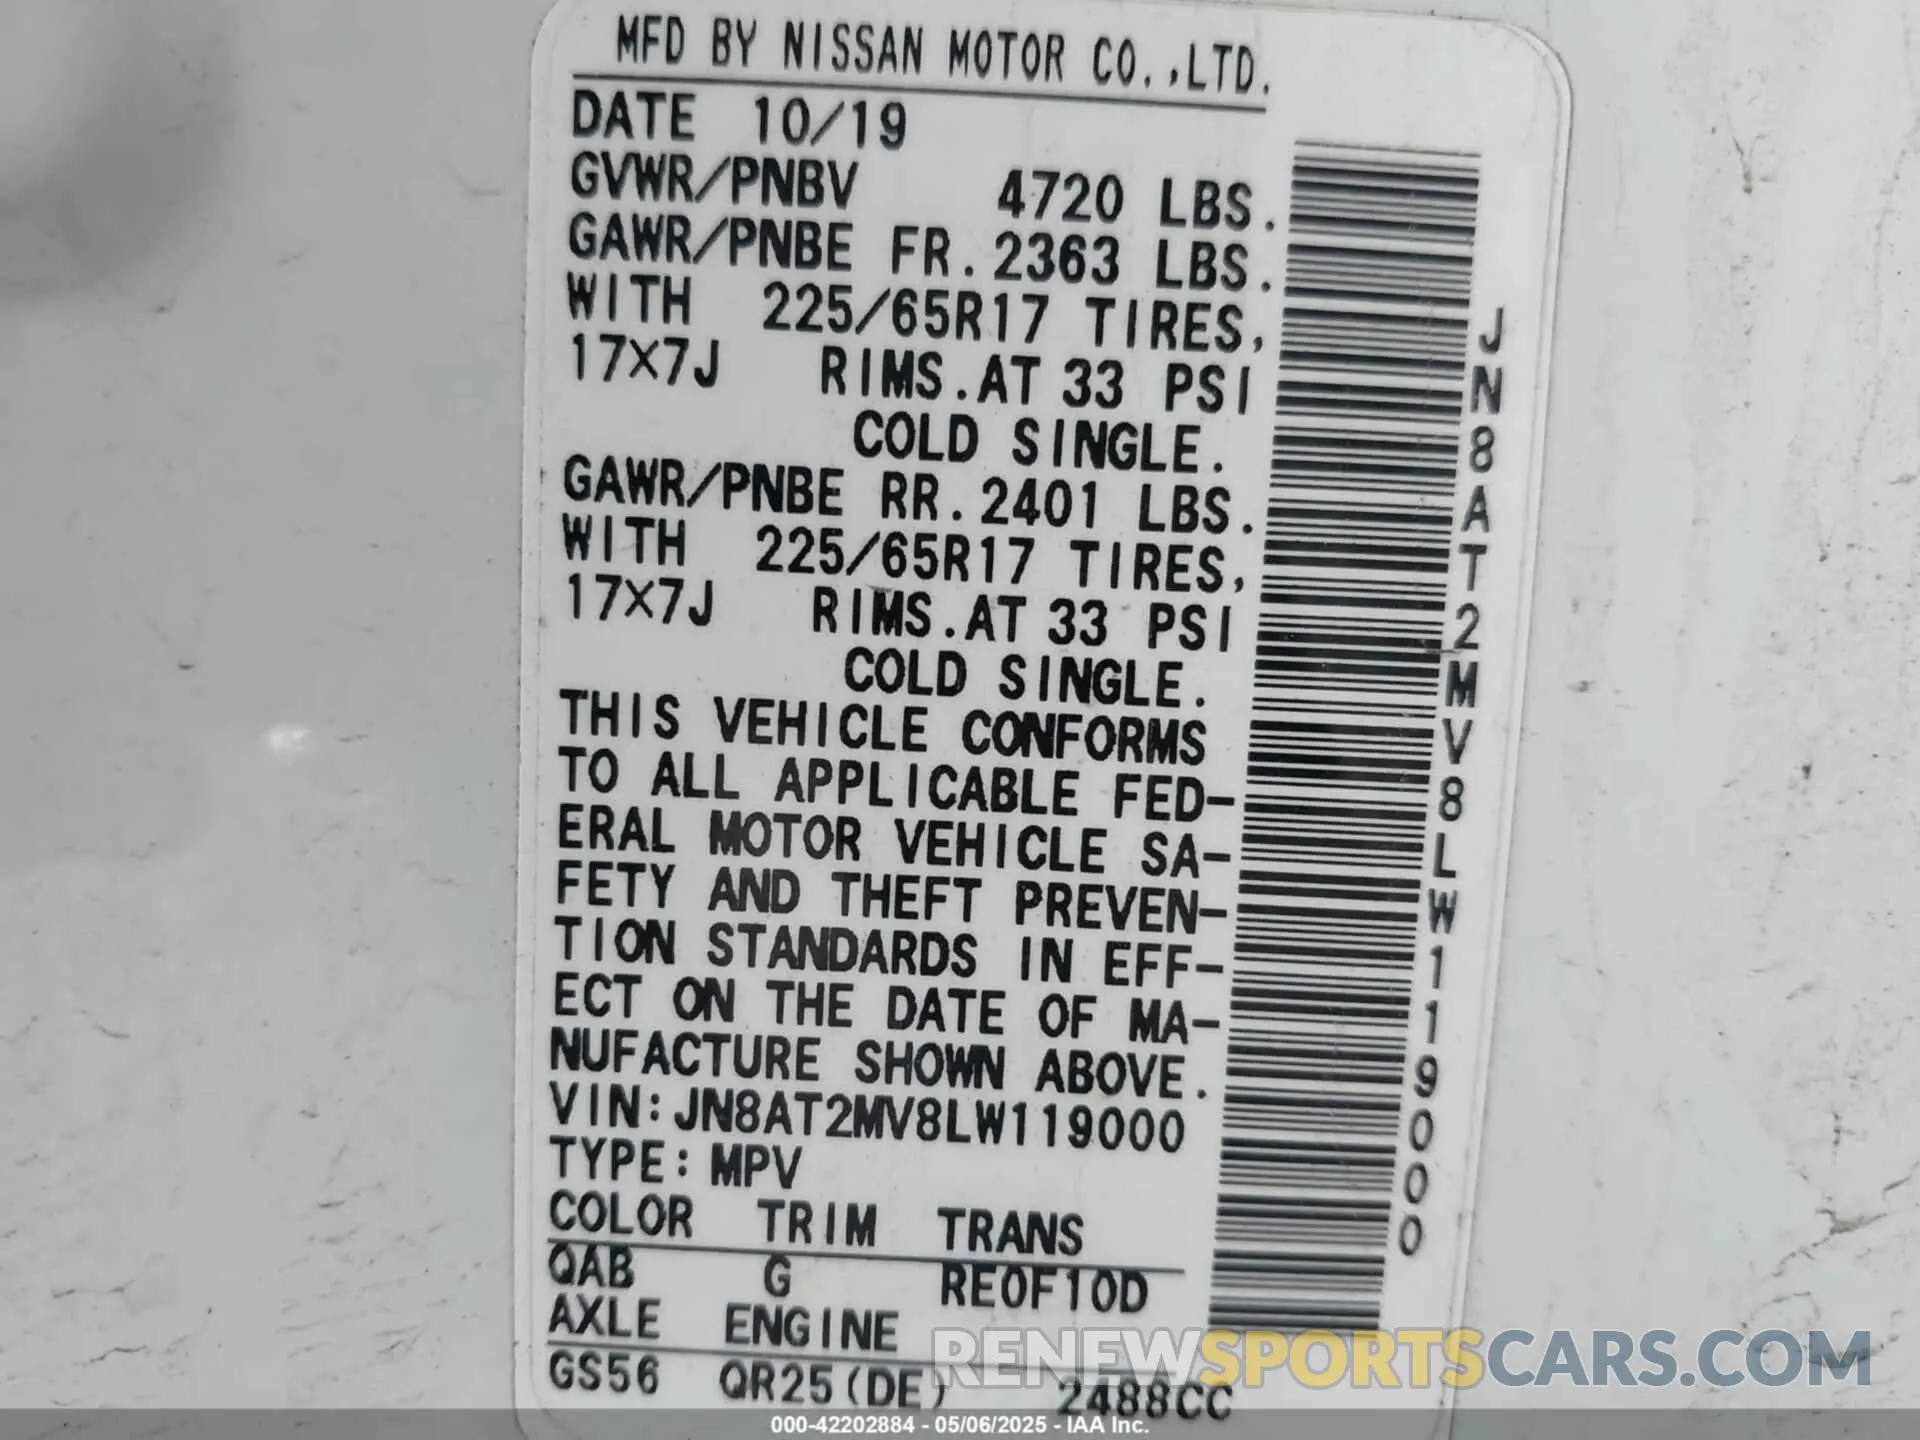 MFD BY NISSAN MOTOR CO.,LTD.
DATE 10/19
GVWR/PNBV 4720 LBS.
GAWR/PNBE FR.2363 LBS.
WITH 225/65R17 TIRES,
17X7J RIMS.AT 33 PSI
COLD SINGLE.
GAWR/PNBE RR.2401 LBS.
WITH 225/65R17 TIRES,
17X7J RIMS.AT 33 PSI
COLD SINGLE.
THIS VEHICLE CONFORMS
TO ALL APPLICABLE FED-
ERAL MOTOR VEHICLE SA-
FETY AND THEFT PREVEN-
TION STANDARDS IN EFF-
ECT ON THE DATE OF MA-
NUFACTURE SHOWN ABOVE.
VIN:JN8AT2MV8LW119000
TYPE:MPV
COLOR TRIM TRANS
QAB G RE0F10D
AXLE ENGINE
GS56 QR25(DE) 2488CC
JN8AT2MV8LW119000
RENEWSPORTSCARS.COM
000-42202884 - 05/06/2025 - IAA Inc.